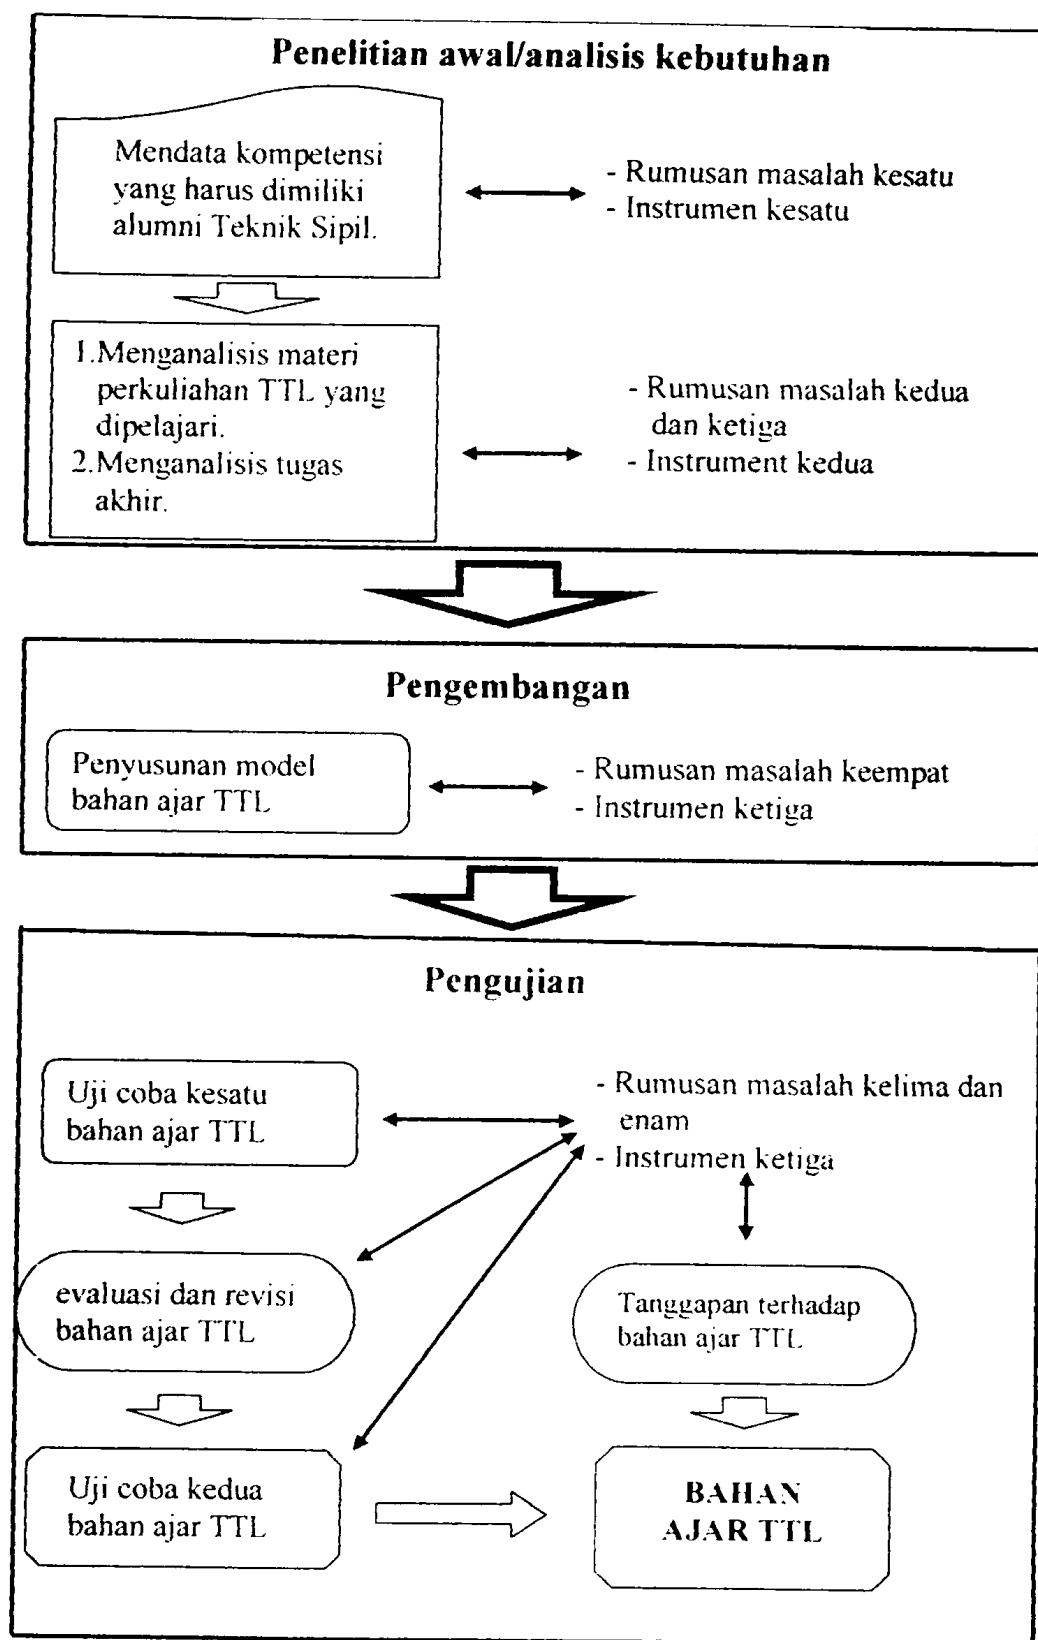 Penelitian awal/analisis kebutuhan
Mendata kompetensi
yang harus dimiliki
alumni Teknik Sipil.
- Rumusan masalah kesatu
- Instrumen kesatu
1.Menganalisis materi
perkuliahan TTL yang
dipelajari.
2.Menganalisis tugas
akhir.
- Rumusan masalah kedua
dan ketiga
- Instrument kedua
Pengembangan
Penyusunan model
bahan ajar TTL
- Rumusan masalah keempat
- Instrumen ketiga
Pengujian
Uji coba kesatu
bahan ajar TTL
- Rumusan masalah kelima dan
enam
- Instrumen ketiga
evaluasi dan revisi
bahan ajar TTL
Tanggapan terhadap
bahan ajar TTL
Uji coba kedua
bahan ajar TTL
BAHAN
AJAR TTL